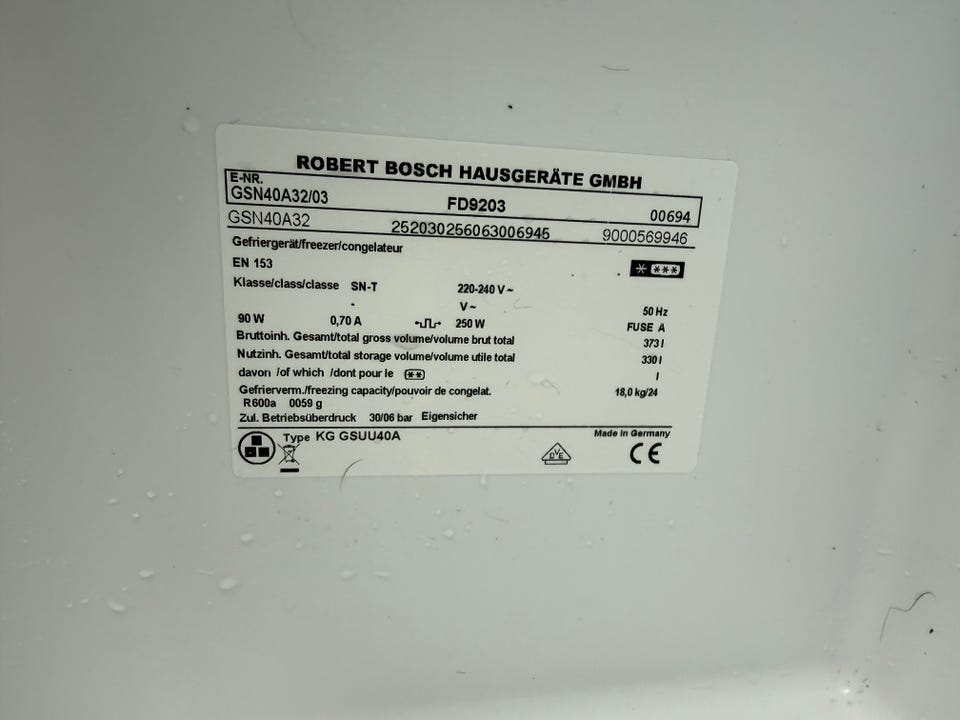 ROBERT BOSCH HAUSGERÄTE GMBH
E-NR.
GSN40A32/03 FD9203 00694
GSN40A32 252030256063006945 9000569946
Gefriergerät/freezer/congelateur
EN 153
Klasse/class/classe SN-T 220-240 V ~
- V ~ 50 Hz
90 W 0,70 A 250 W FUSE A
Bruttoinh. Gesamt/total gross volume/volume brut total 373 l
Nutzinh. Gesamt/total storage volume/volume utile total 330 l
davon /of which /dont pour le l
Gefrierverm./freezing capacity/pouvoir de congelat. 18,0 kg/24
R600a 0059 g
Zul. Betriebsüberdruck 30/06 bar Eigensicher
Type KG GSUU40A Made in Germany
DVE CE